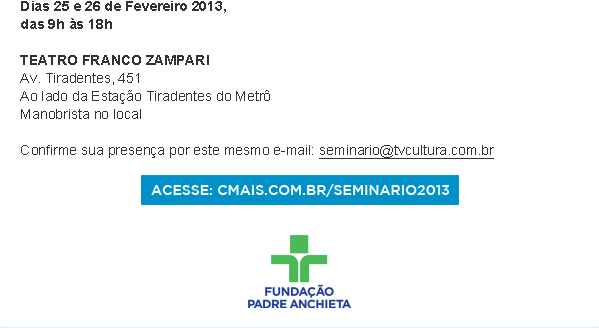 Dias 25 e 26 de Fevereiro 2013,
das 9h às 18h
TEATRO FRANCO ZAMPARI
Av. Tiradentes, 451
Ao lado da Estação Tiradentes do Metrô
Manobrista no local
Confirme sua presença por este mesmo e-mail: seminario@tvcultura.com.br
ACESSE: CMAIS.COM.BR/SEMINARIO2013
FUNDAÇÃO
PADRE ANCHIETA